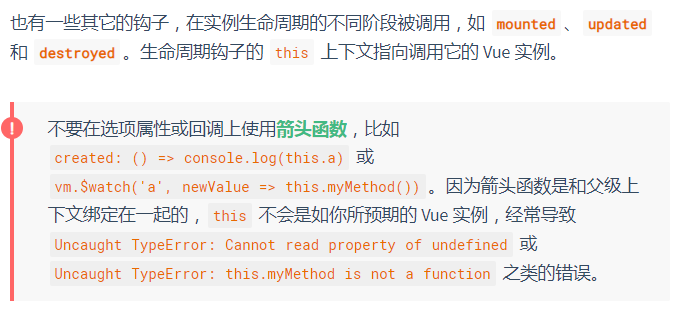 也有一些其它的钩子，在实例生命周期的不同阶段被调用，如 mounted 、 updated
和 destroyed 。生命周期钩子的 this 上下文指向调用它的 Vue 实例。
!
不要在选项属性或回调上使用箭头函数，比如
created: () => console.log(this.a) 或
vm.$watch('a', newValue => this.myMethod()) 。因为箭头函数是和父级上
下文绑定在一起的， this 不会是如你所预期的 Vue 实例，经常导致
Uncaught TypeError: Cannot read property of undefined 或
Uncaught TypeError: this.myMethod is not a function 之类的错误。